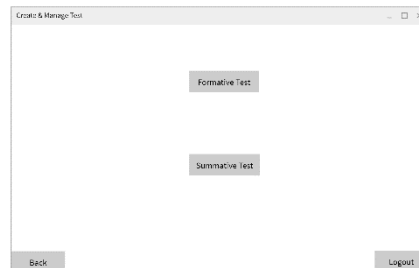 Create & Manage Test
Formative Test
Summative Test
Back
Logout